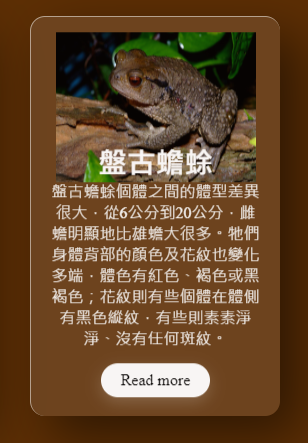 盤古蟾蜍
盤古蟾蜍個體之間的體型差異
很大，從6公分到20公分，雌
蟾明顯地比雄蟾大很多。牠們
身體背部的顏色及花紋也變化
多端，體色有紅色、褐色或黑
褐色；花紋則有些個體在體側
有黑色縱紋，有些則素素淨
淨、沒有任何斑紋。
Read more